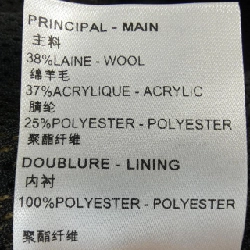 PRINCIPAL - MAIN
主料
38%LAINE - WOOL
绵羊毛
37%ACRYLIQUE - ACRYLIC
腈纶
25%POLYESTER - POLYESTER
聚酯纤维
DOUBLURE - LINING
内衬
100%POLYESTER - POLYESTER
聚酯纤维